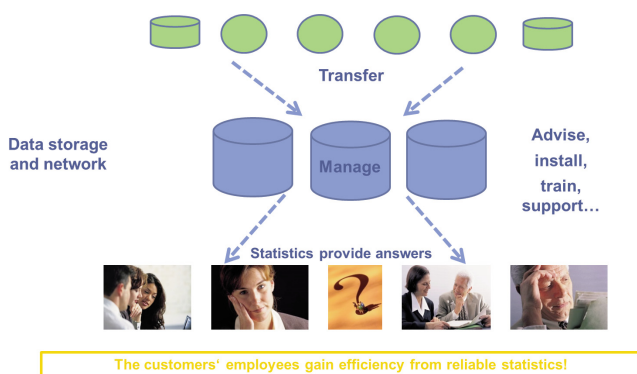 Transfer
Data storage
and network
Manage
Advise,
install,
train,
support…
Statistics provide answers
The customers‘ employees gain efficiency from reliable statistics!